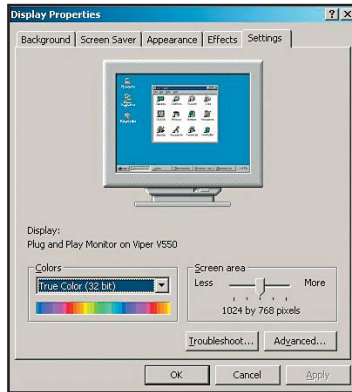 Display Properties
Background Screen Saver Appearance Effects Settings
Display:
Plug and Play Monitor on Viper V550
Colors
True Color (32 bit)
Screen area
Less More
1024 by 768 pixels
Troubleshoot... Advanced...
OK Cancel Apply